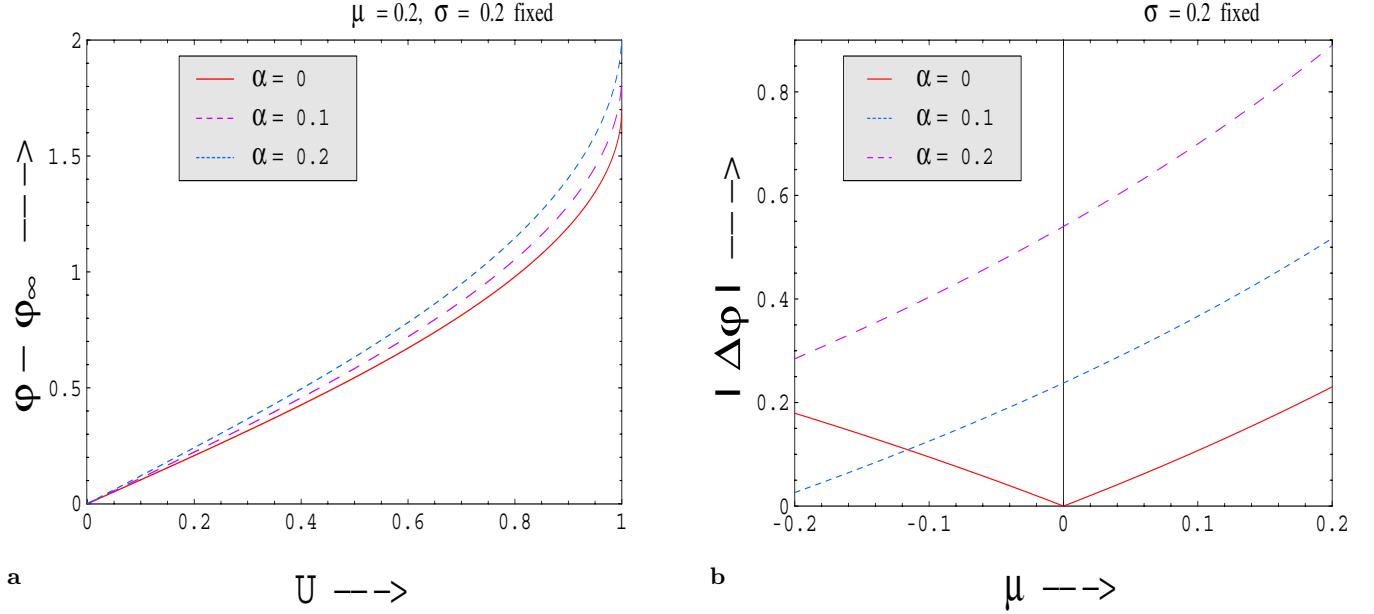 μ = 0.2, σ = 0.2 fixed
2
1.5
1
0.5
0
0 0.2 0.4 0.6 0.8 1
α = 0
α = 0.1
α = 0.2
φ − φ∞ ---->
U ---->
a
σ = 0.2 fixed
0.8
0.6
0.4
0.2
0
-0.2 -0.1 0 0.1 0.2
α = 0
α = 0.1
α = 0.2
| Δφ | ---->
μ ---->
b